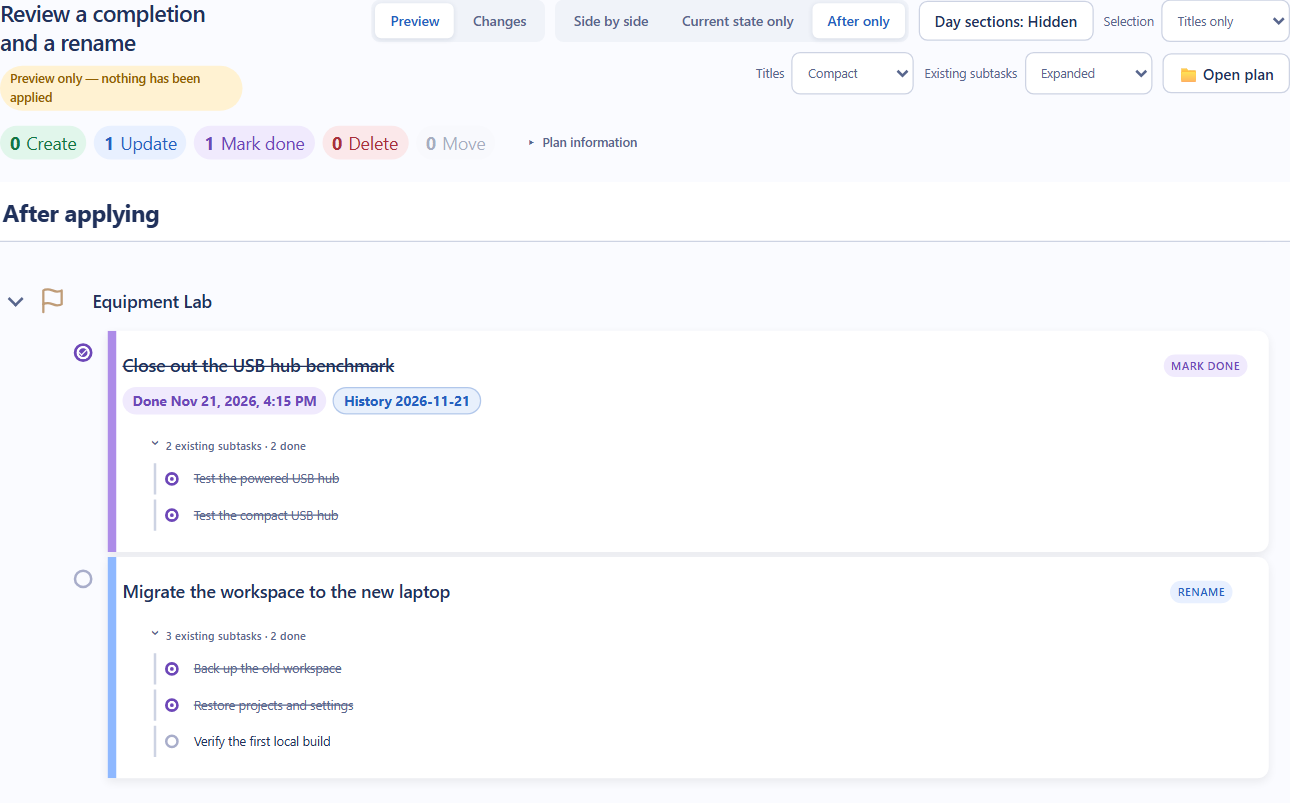 Review a completion
and a rename
Preview only — nothing has been
applied
Preview
Changes
Side by side
Current state only
After only
Day sections: Hidden
Selection
Titles only
Titles
Compact
Existing subtasks
Expanded
Open plan
0 Create
1 Update
1 Mark done
0 Delete
0 Move
Plan information
After applying
Equipment Lab
Close out the USB hub benchmark
MARK DONE
Done Nov 21, 2026, 4:15 PM
History 2026-11-21
2 existing subtasks · 2 done
Test the powered USB hub
Test the compact USB hub
Migrate the workspace to the new laptop
RENAME
3 existing subtasks · 2 done
Back up the old workspace
Restore projects and settings
Verify the first local build